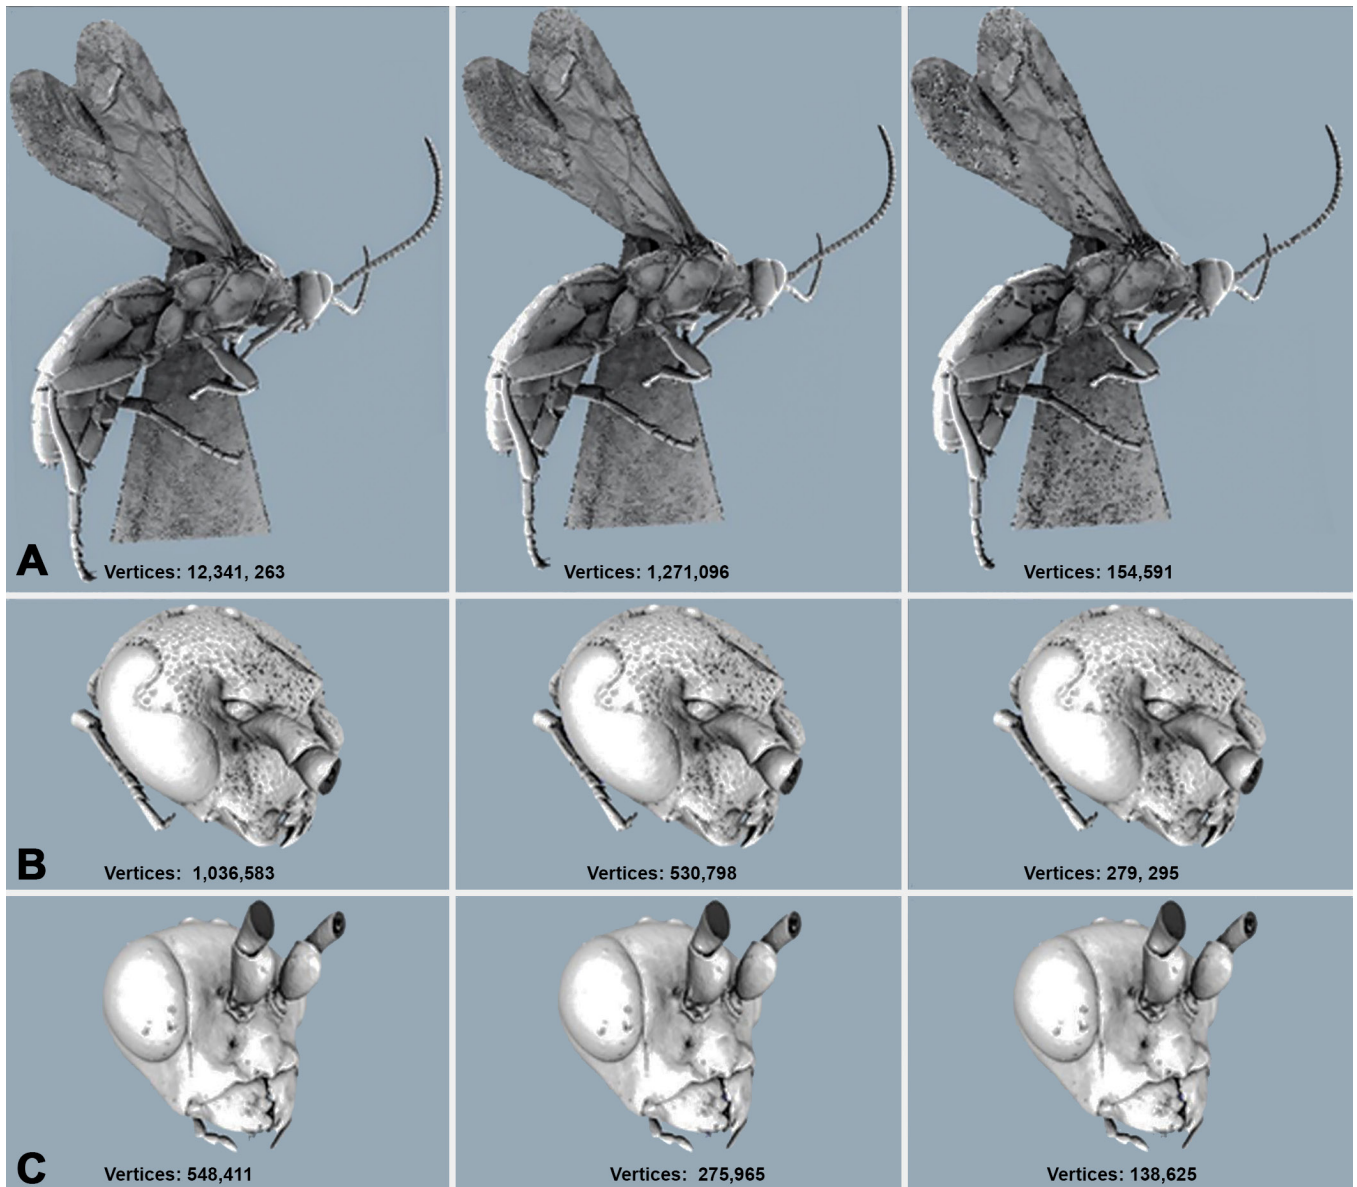 A
Vertices: 12,341, 263
Vertices: 1,271,096
Vertices: 154,591
B
Vertices: 1,036,583
Vertices: 530,798
Vertices: 279, 295
C
Vertices: 548,411
Vertices: 275,965
Vertices: 138,625